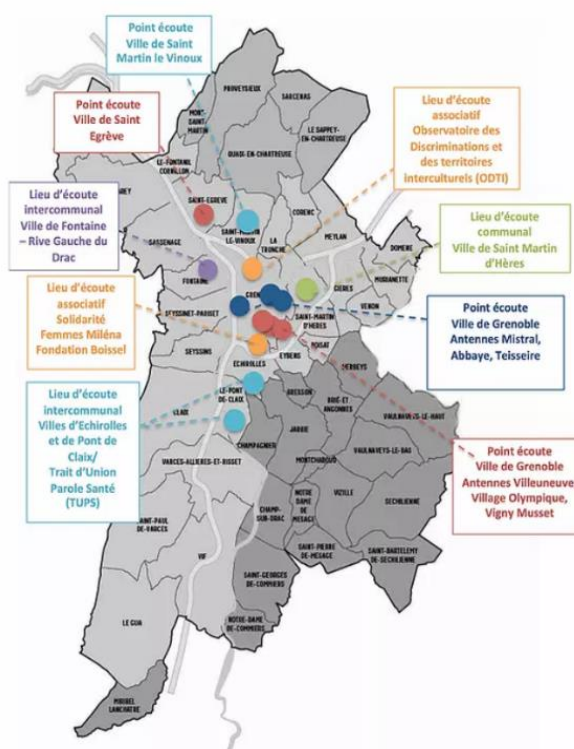 Point écoute
Ville de Saint
Martin le Vinoux
Point écoute
Ville de Saint
Egrève
Lieu d'écoute
intercommunal
Ville de Fontaine
– Rive Gauche du
Drac
Lieu d'écoute
associatif
Solidarité
Femmes Miléna
Fondation Boissel
Lieu d'écoute
intercommunal
Villes d'Echirolles
et de Pont de
Claix/
Trait d'Union
Parole Santé
(TUPS)
Lieu d'écoute
associatif
Observatoire des
Discriminations et
des territoires
interculturels (ODTI)
Lieu d'écoute
communal
Ville de Saint Martin
d'Hères
Point écoute
Ville de Grenoble
Antennes Mistral,
Abbaye, Teisseire
Point écoute
Ville de Grenoble
Antennes Villeuneuve,
Village Olympique,
Vigny Musset
PROVEYSIEUX
SARCENAS
MONT-
SAINT-
MARTIN
LE SAPPEY-
EN-CHARTREUSE
QUAIX-EN-CHARTREUSE
LE-FONTANIL
CORNILLON
SAINT-EGREVE
LE-VINOUX
CORENC
LA
TRONCHE
MEYLAN
DOMENE
MURIANETTE
SASSENAGE
FONTAINE
GIERES
VENON
SEYSSINET-PARISET
SAINT-MARTIN
D'HERES
POISAT
SEYSSINS
EYBENS
ECHIROLLES
LE-PONT
DE-CLAIX
BRESSON
HERBEYS
BRIÉ-ET
ANGONNES
VAULNAVEYS-LE-HAUT
CLAIX
JARRIE
CHAMPAGNIER
VAULNAVEYS-LE-BAS
MONTCHABOUD
VARCES-ALLIERES-ET-RISSET
CHAMP-
SUR-DRAC
NOTRE
DAME
DE
MESAGE
VIZILLE
SECHILIENNE
SAINT-PAUL
DE-VARCES
VIF
SAINT-PIERRE
DE-MESAGE
SAINT-BARTELEMY
DE-SECHILIENNE
SAINT-GEORGES
DE-COMMIERS
LE GUA
NOTRE-DAME
DE-COMMIERS
MIRIBEL
LANCHATRE